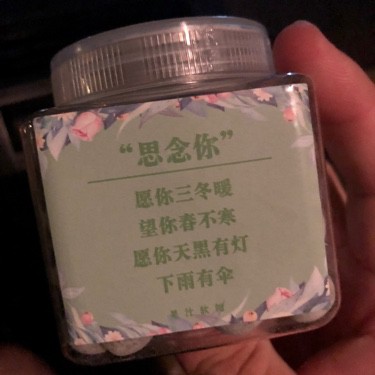 “思念你”
愿你三冬暖
望你春不寒
愿你天黑有灯
下雨有伞